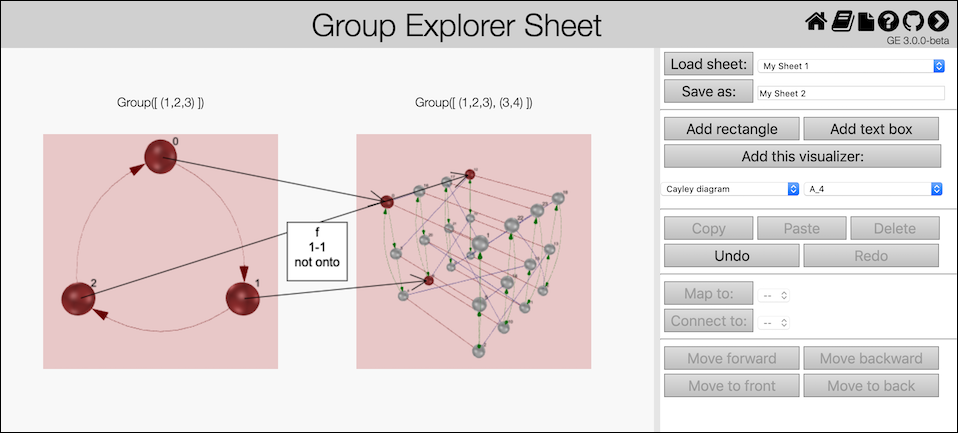 Group Explorer Sheet
GE 3.0.0-beta
Group([ (1,2,3) ])
Group([ (1,2,3), (3,4) ])
0
2
1
f
1-1
not onto
Load sheet:
My Sheet 1
Save as:
My Sheet 2
Add rectangle
Add text box
Add this visualizer:
Cayley diagram
A_4
Copy
Paste
Delete
Undo
Redo
Map to:
--
Connect to:
--
Move forward
Move backward
Move to front
Move to back